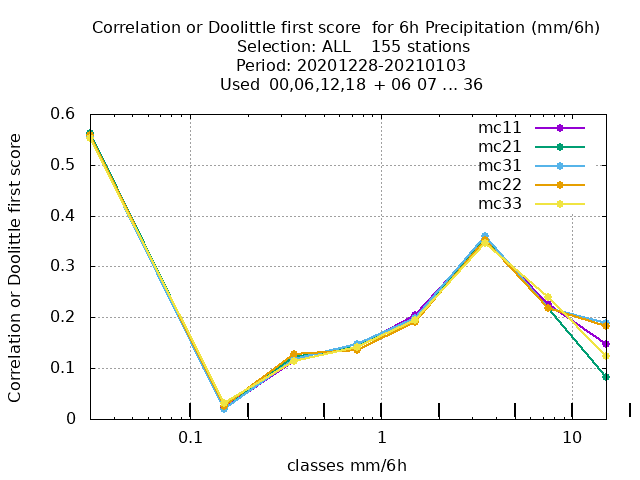 Correlation or Doolittle first score  for 6h Precipitation (mm/6h)
Selection: ALL    155 stations
Period: 20201228-20210103
Used  00,06,12,18  + 06 07 ... 36
Correlation or Doolittle first score
0.6
0.5
0.4
0.3
0.2
0.1
0
mc11
mc21
mc31
mc22
mc33
0.1 1 10
classes mm/6h